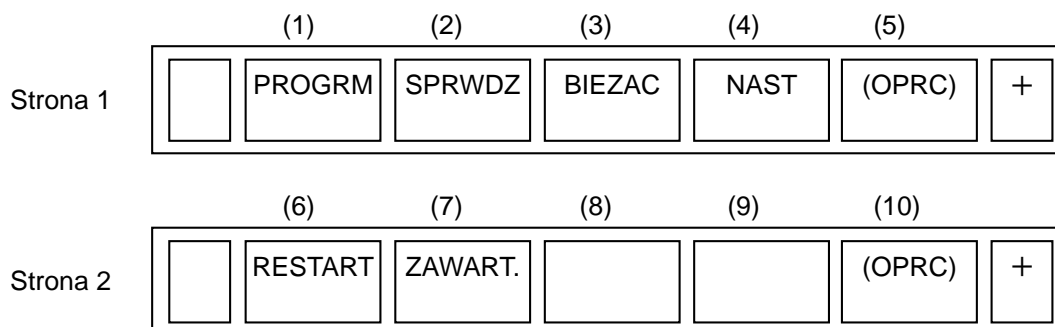 (1) (2) (3) (4) (5)
Strona 1 PROGRM SPRWDZ BIEZAC NAST (OPRC) +
(6) (7) (8) (9) (10)
Strona 2 RESTART ZAWART. (OPRC) +